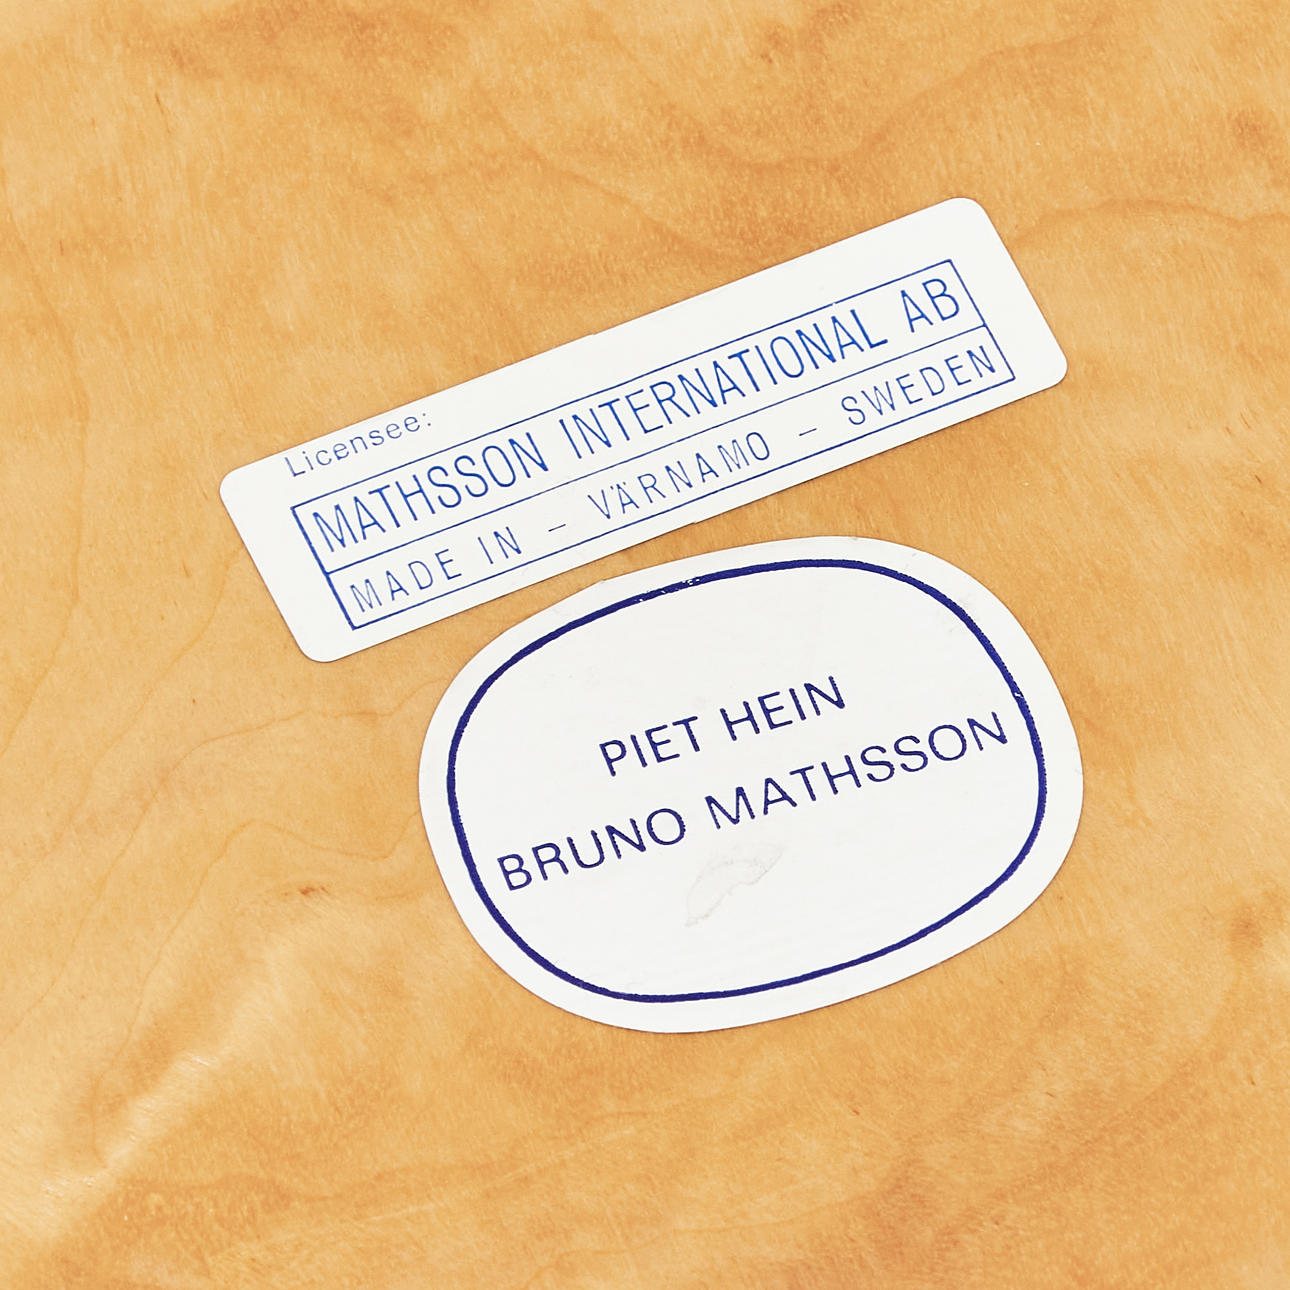 Licensee:
MATHSSON INTERNATIONAL AB
MADE IN – VÄRNAMO – SWEDEN
PIET HEIN
BRUNO MATHSSON